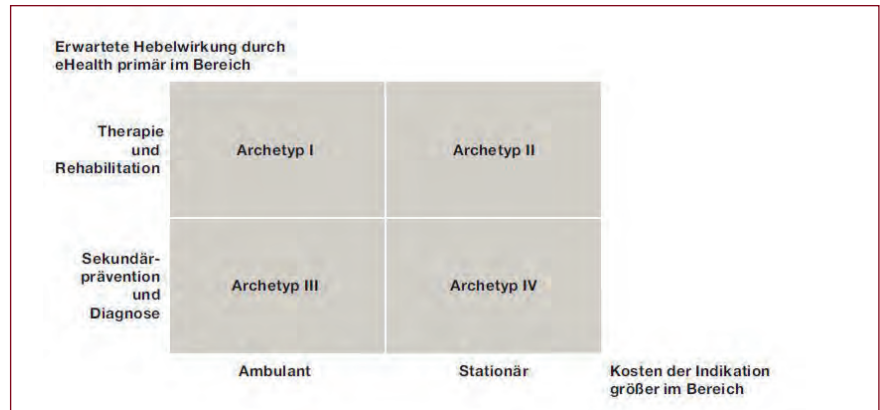 Erwartete Hebelwirkung durch
eHealth primär im Bereich
Therapie
und
Rehabilitation
Archetyp I
Archetyp II
Sekundär-
prävention
und
Diagnose
Archetyp III
Archetyp IV
Ambulant
Stationär
Kosten der Indikation
größer im Bereich